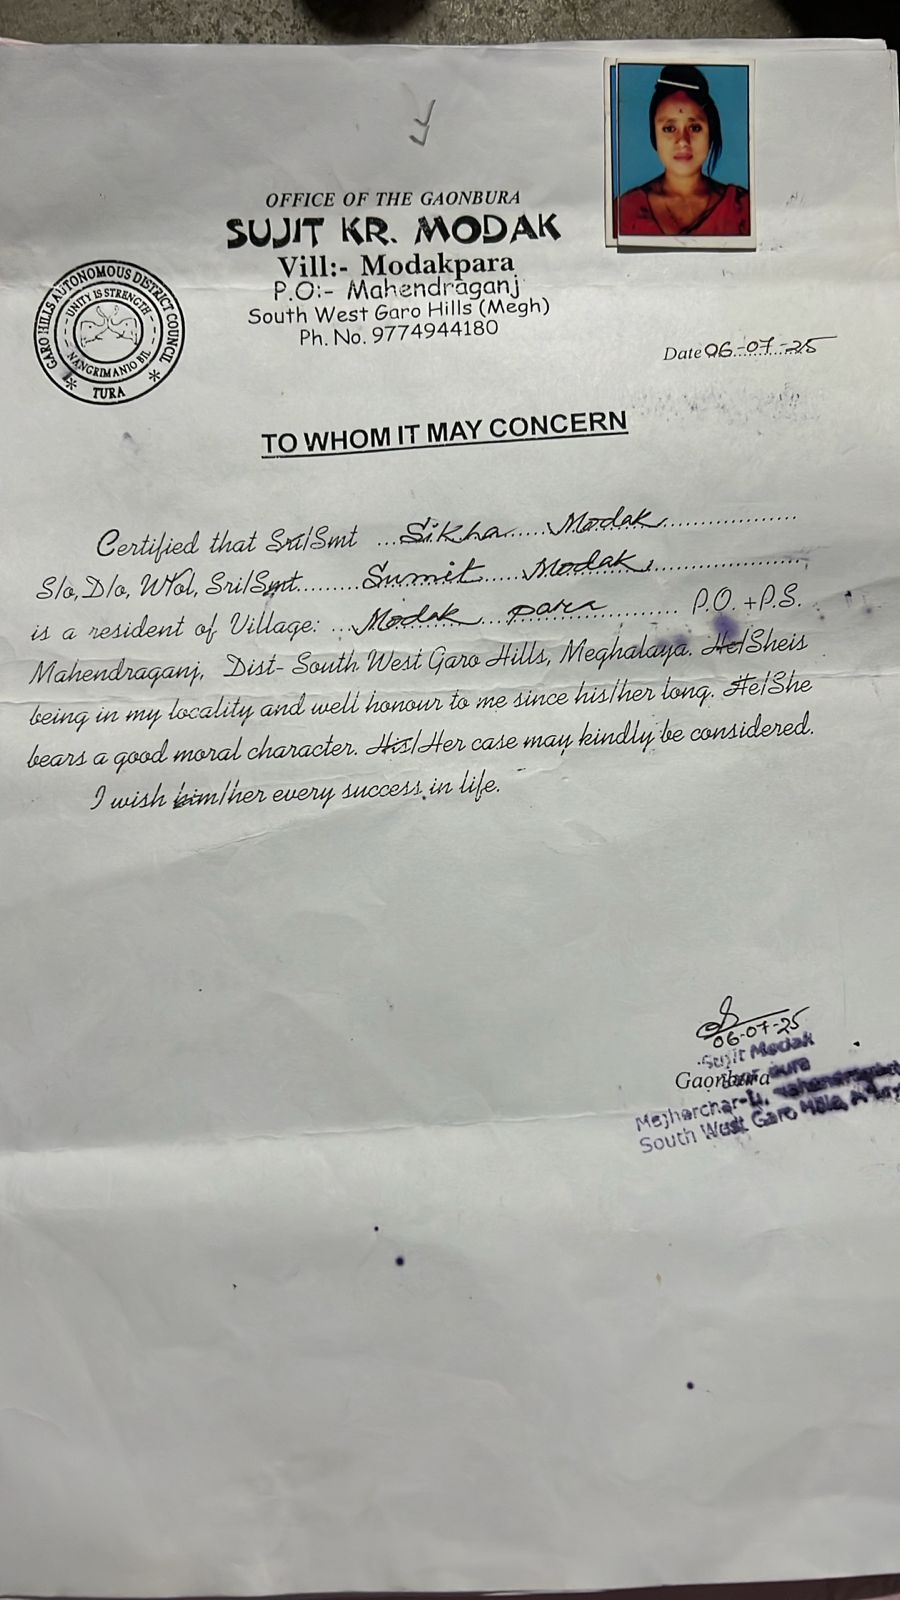 OFFICE OF THE GAONBURA
SUJIT KR. MODAK
Vill:- Modakpara
P.O:- Mahendraganj
South West Garo Hills (Megh)
Ph. No. 9774944180
GARO HILLS AUTONOMOUS DISTRICT COUNCIL
UNITY IS STRENGTH
NANGRIMANIO BIL
* TURA *
Date 06-07-25
TO WHOM IT MAY CONCERN
Certified that Sri/Smt ...Sikha.....Modak...................
S/o, D/o, W/o, Sri/Smt.........Sumit.....Modak.....................
is a resident of Village: ...Modak...para........... P.O. +P.S.
Mahendraganj, Dist- South West Garo Hills, Meghalaya. He/Sheis
being in my locality and well honour to me since his/her long. He/She
bears a good moral character. His/Her case may kindly be considered.
I wish him/her every success in life.
06-07-25
Sujit Modak
Gaonbura
Mejherchar-II,
South West Garo Hills,